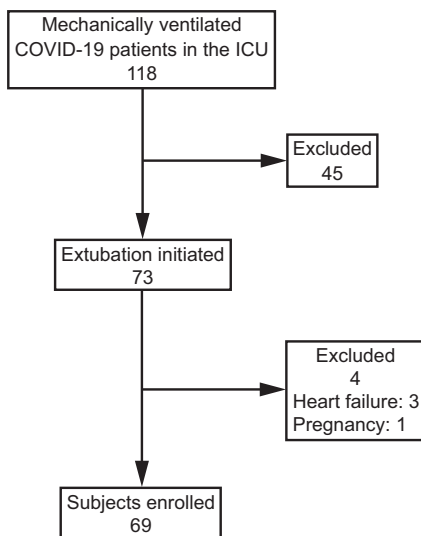 Mechanically ventilated
COVID-19 patients in the ICU
118
Excluded
45
Extubation initiated
73
Excluded
4
Heart failure: 3
Pregnancy: 1
Subjects enrolled
69